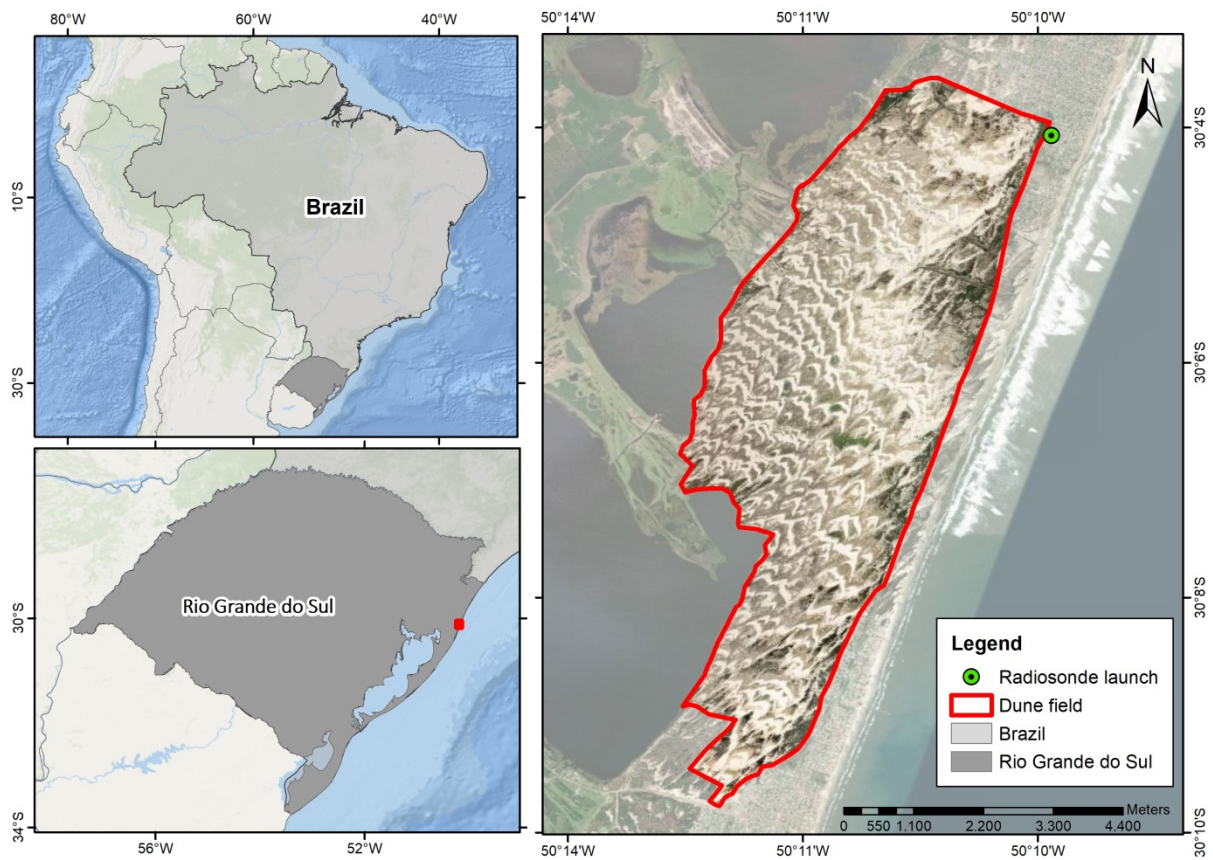 80°W 60°W 40°W
10°S
30°S
Brazil
30°S
34°S
Rio Grande do Sul
56°W 52°W
50°14'W 50°11'W 50°10'W
N
30°4'S
30°6'S
30°8'S
30°10'S
Legend
Radiosonde launch
Dune field
Brazil
Rio Grande do Sul
Meters
0 550 1.100 2.200 3.300 4.400
50°14'W 50°11'W 50°10'W